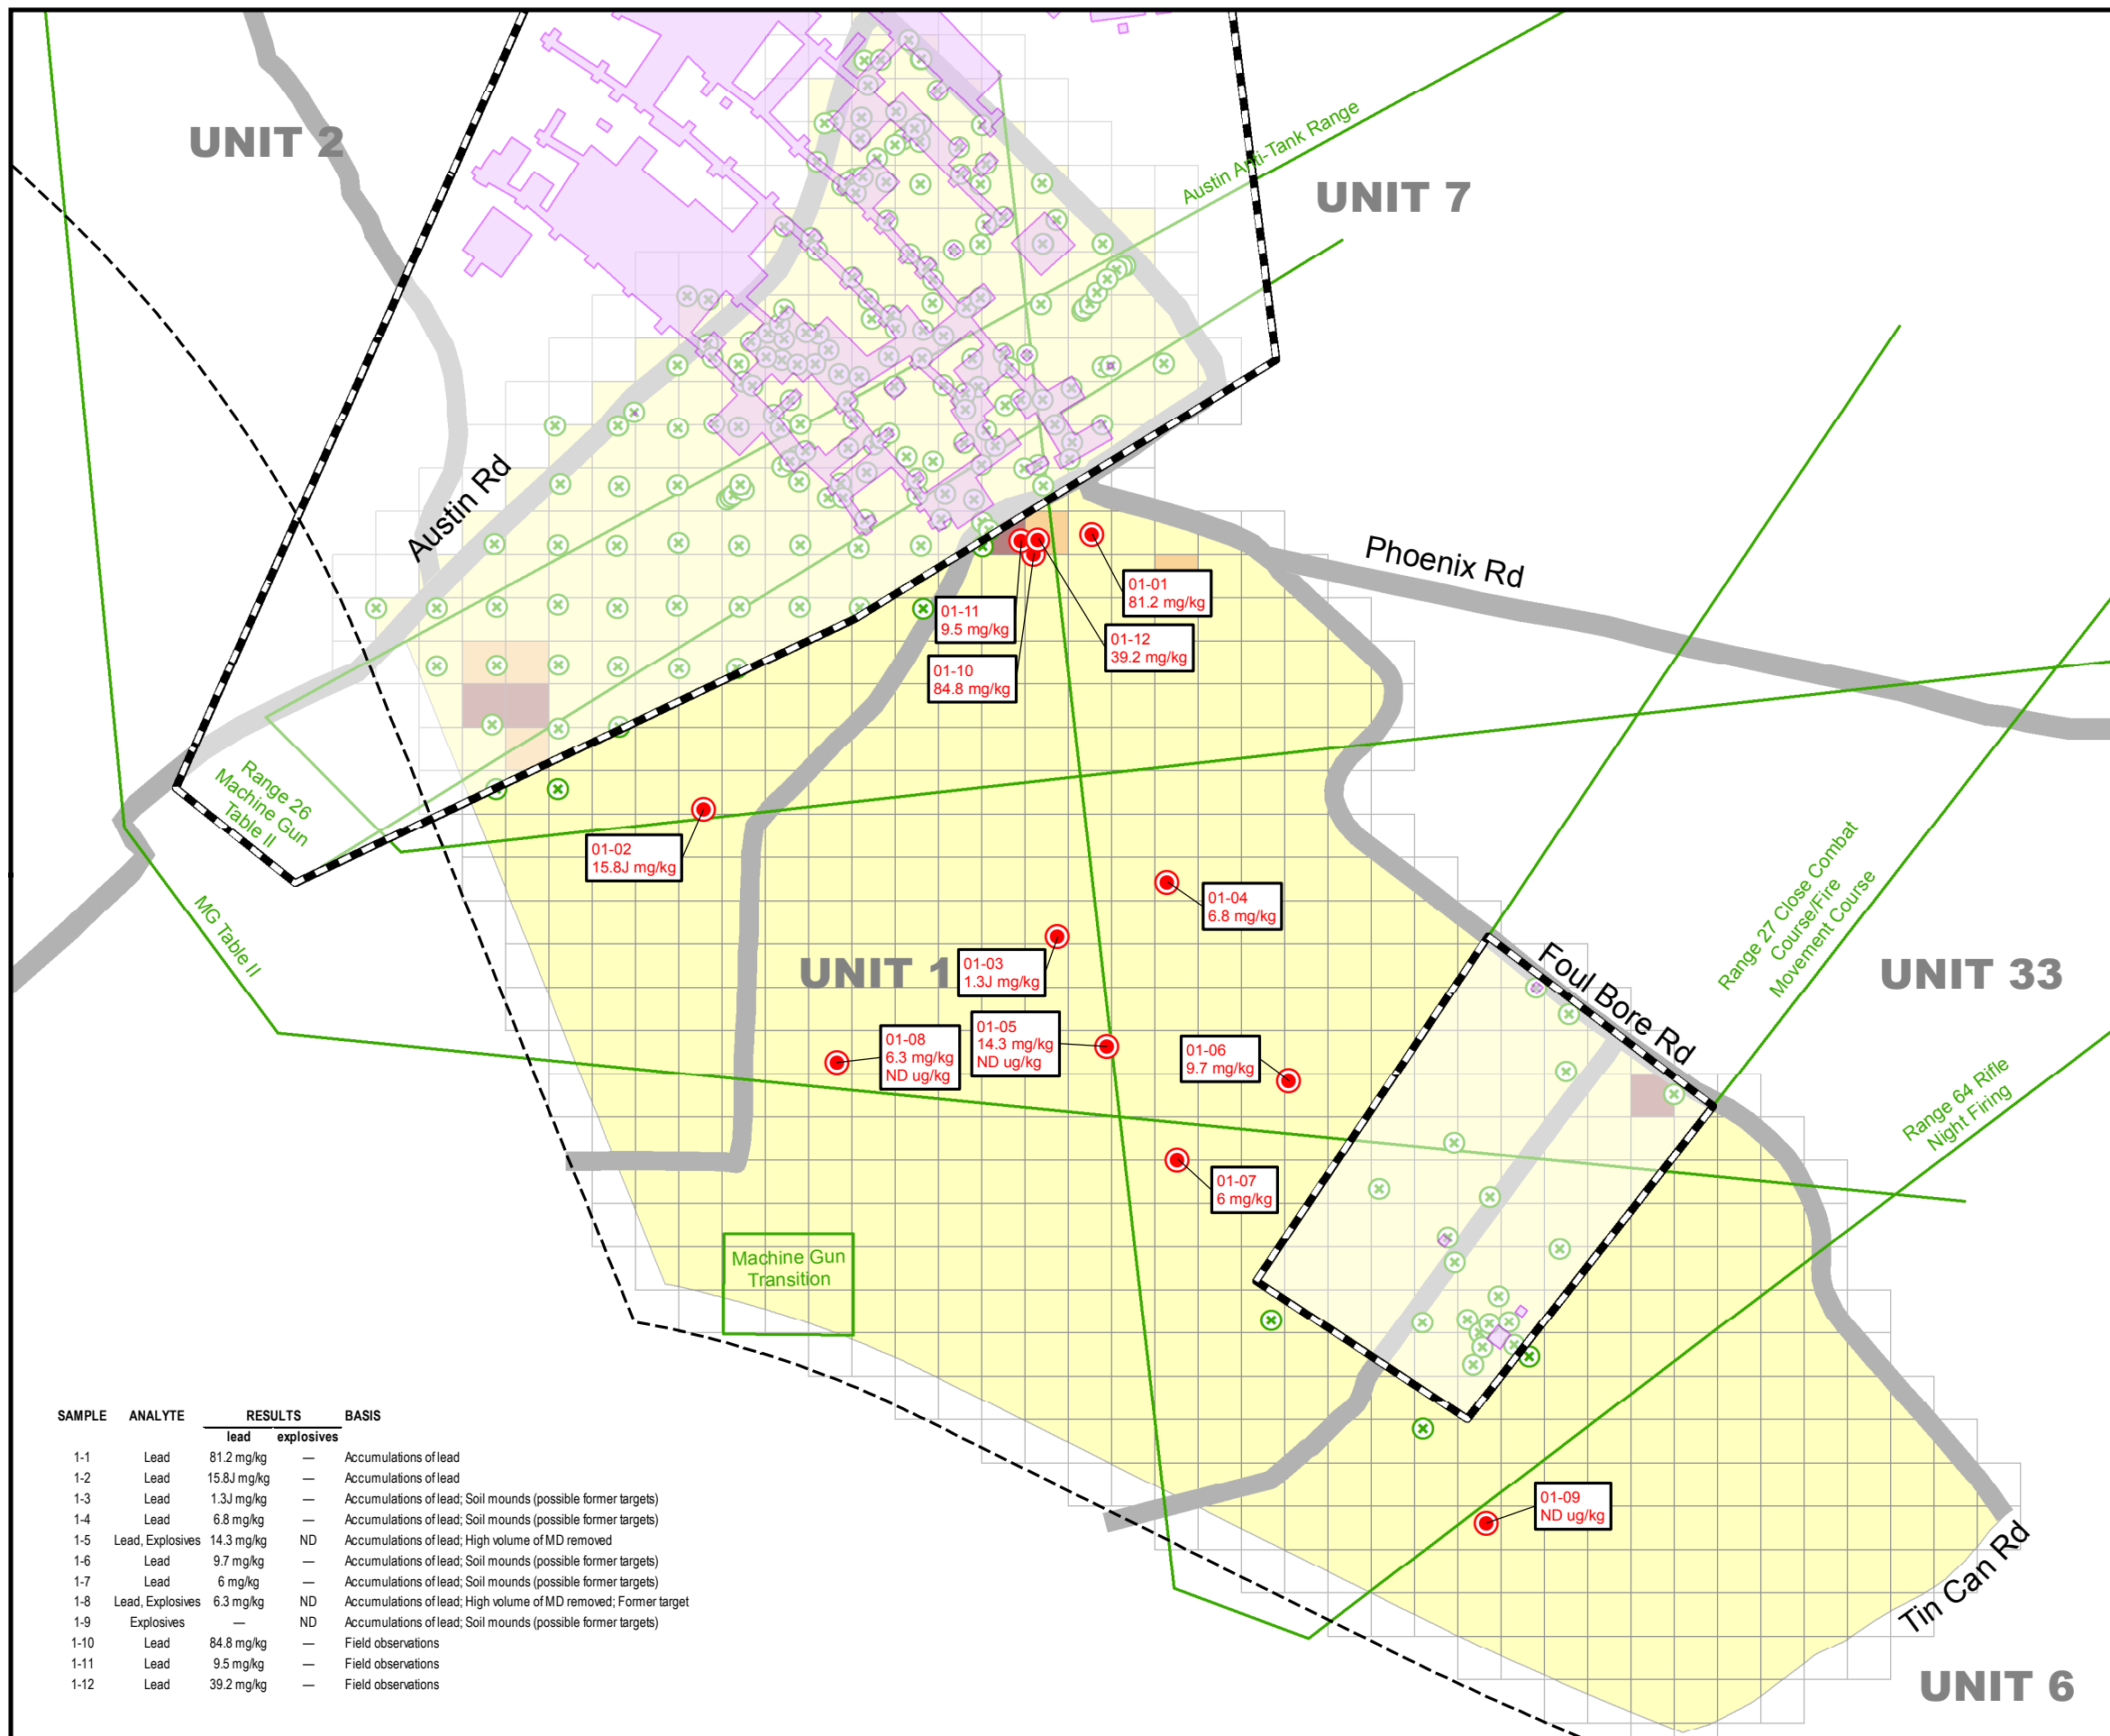 UNIT 2
Austin Anti-Tank Range
UNIT 7
Austin Rd
Phoenix Rd
01-01
81.2 mg/kg
01-11
9.5 mg/kg
01-12
39.2 mg/kg
01-10
84.8 mg/kg
Range 26
Machine Gun
Table II
01-02
15.8J mg/kg
MG Table II
01-04
6.8 mg/kg
01-03
1.3J mg/kg
UNIT 1
Foul Bore Rd
Range 27 Close Combat
Course/Fire
Movement Course
UNIT 33
01-08
6.3 mg/kg
ND ug/kg
01-05
14.3 mg/kg
ND ug/kg
01-06
9.7 mg/kg
Range 64 Rifle
Night Firing
01-07
6 mg/kg
Machine Gun
Transition
01-09
ND ug/kg
Tin Can Rd
UNIT 6
SAMPLE ANALYTE RESULTS BASIS
lead explosives
1-1 Lead 81.2 mg/kg — Accumulations of lead
1-2 Lead 15.8J mg/kg — Accumulations of lead
1-3 Lead 1.3J mg/kg — Accumulations of lead; Soil mounds (possible former targets)
1-4 Lead 6.8 mg/kg — Accumulations of lead; Soil mounds (possible former targets)
1-5 Lead, Explosives 14.3 mg/kg ND Accumulations of lead; High volume of MD removed
1-6 Lead 9.7 mg/kg — Accumulations of lead; Soil mounds (possible former targets)
1-7 Lead 6 mg/kg — Accumulations of lead; Soil mounds (possible former targets)
1-8 Lead, Explosives 6.3 mg/kg ND Accumulations of lead; High volume of MD removed; Former target
1-9 Explosives — ND Accumulations of lead; Soil mounds (possible former targets)
1-10 Lead 84.8 mg/kg — Field observations
1-11 Lead 9.5 mg/kg — Field observations
1-12 Lead 39.2 mg/kg — Field observations